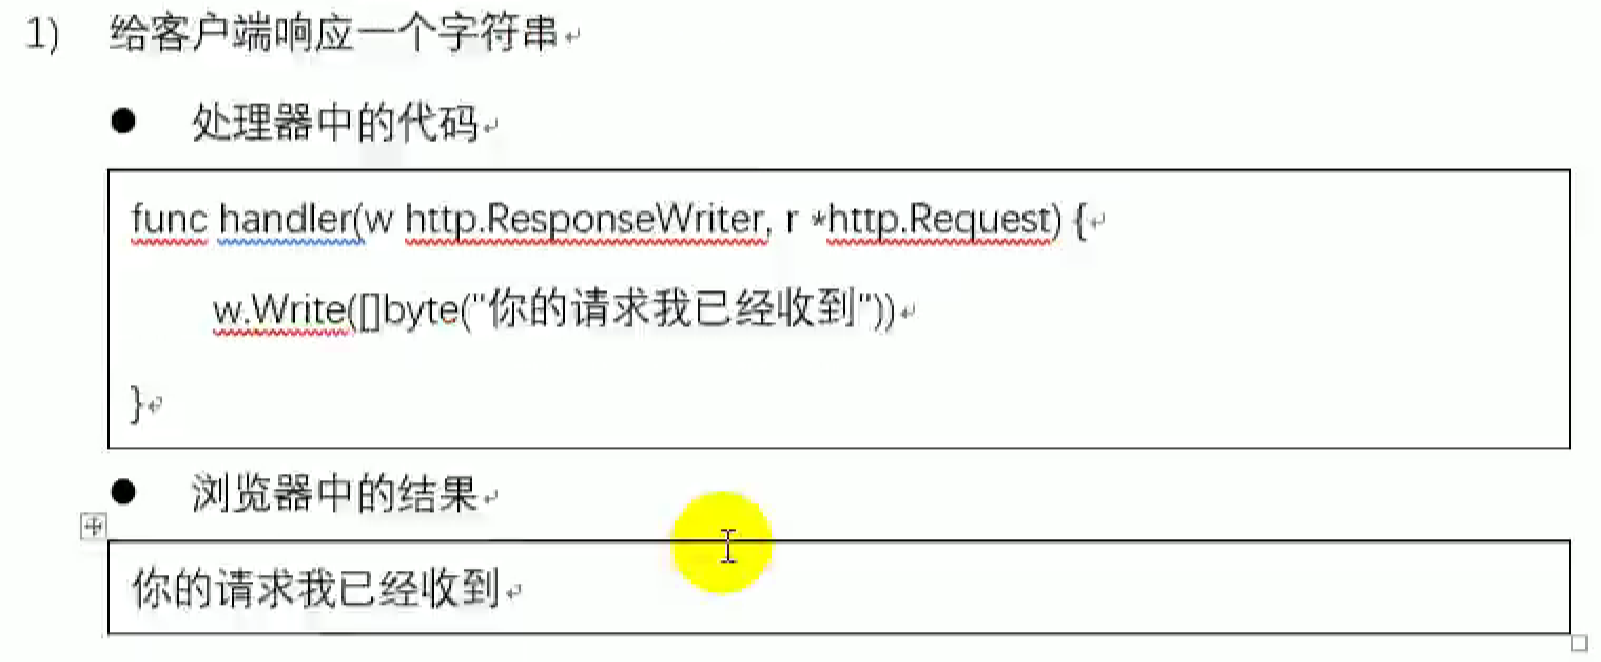 1) 给客户端响应一个字符串
● 处理器中的代码
func handler(w http.ResponseWriter, r *http.Request) {
w.Write([]byte("你的请求我已经收到"))
}
● 浏览器中的结果
你的请求我已经收到